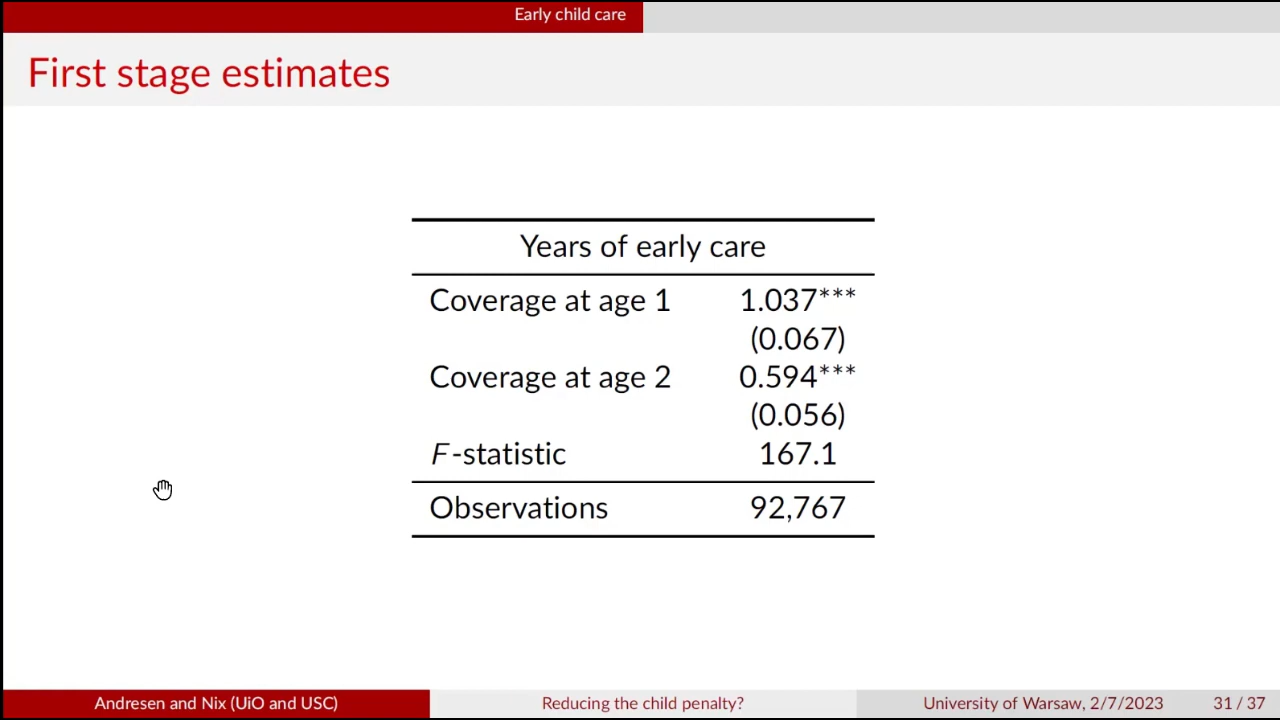 Early child care
First stage estimates
Years of early care
Coverage at age 1 1.037***
(0.067)
Coverage at age 2 0.594***
(0.056)
F-statistic 167.1
Observations 92,767
Andresen and Nix (UiO and USC) Reducing the child penalty? University of Warsaw, 2/7/2023 31 / 37